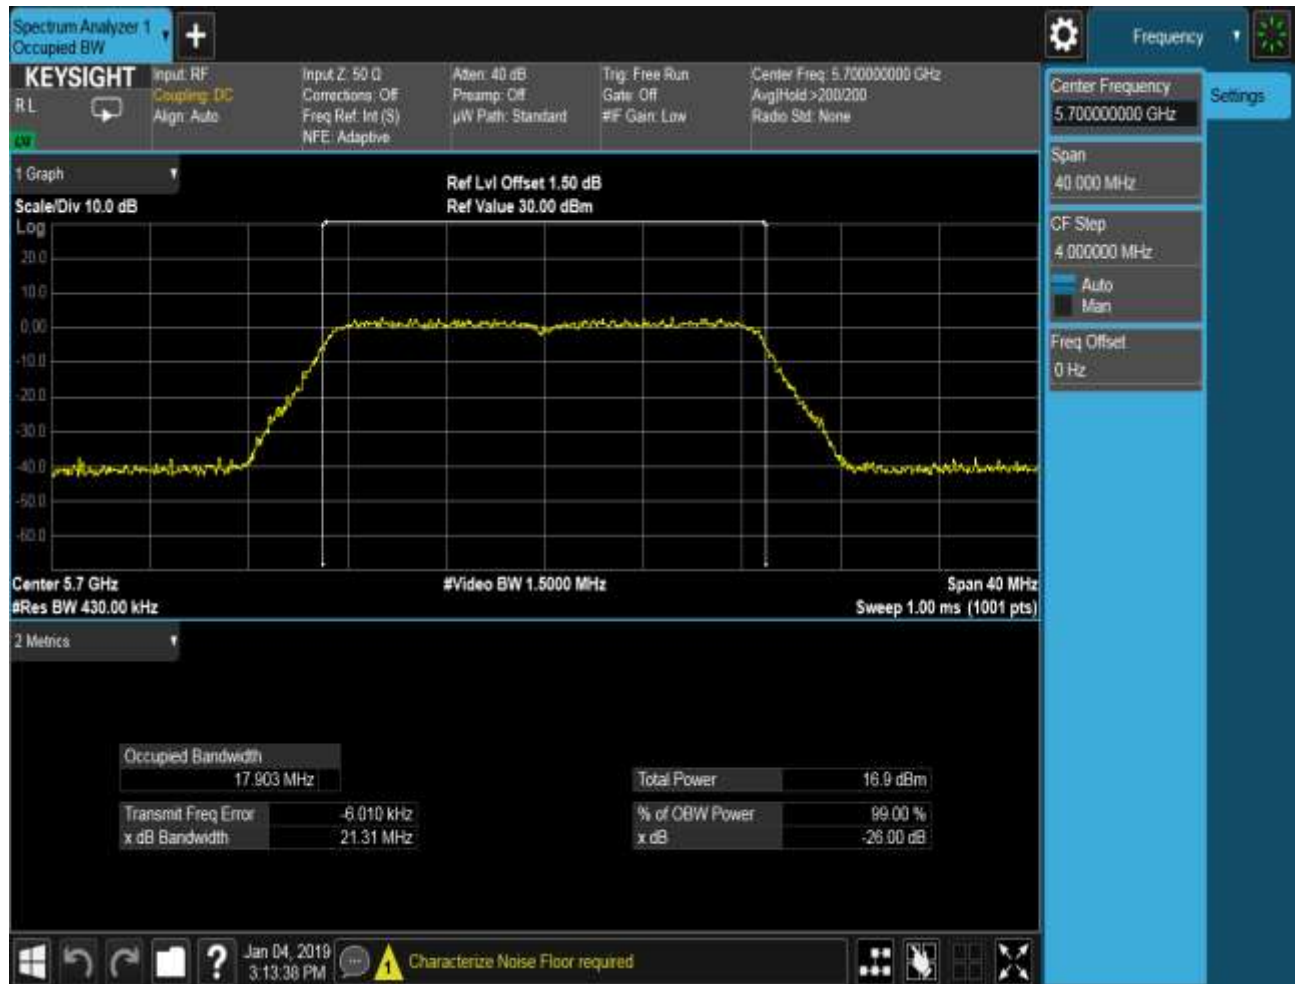 Spectrum Analyzer 1
Occupied BW
Frequency
KEYSIGHT
R L
Input: RF
Coupling: DC
Align: Auto
Input Z: 50 Ω
Corrections: Off
Freq Ref: Int (S)
NFE: Adaptive
Atten: 40 dB
Preamp: Off
µW Path: Standard
Trig: Free Run
Gate: Off
#IF Gain: Low
Center Freq: 5.700000000 GHz
Avg|Hold:>200/200
Radio Std: None
Center Frequency
5.700000000 GHz
Settings
Span
40.000 MHz
CF Step
4.000000 MHz
Auto
Man
Freq Offset
0 Hz
1 Graph
Scale/Div 10.0 dB
Ref Lvl Offset 1.50 dB
Ref Value 30.00 dBm
Log
20.0
10.0
0.00
-10.0
-20.0
-30.0
-40.0
-50.0
-60.0
Center 5.7 GHz
#Video BW 1.5000 MHz
Span 40 MHz
#Res BW 430.00 kHz
Sweep 1.00 ms (1001 pts)
2 Metrics
Occupied Bandwidth
17.903 MHz
Total Power 16.9 dBm
Transmit Freq Error -6.010 kHz
% of OBW Power 99.00 %
x dB Bandwidth 21.31 MHz
x dB -26.00 dB
?
Jan 04, 2019
3:13:38 PM
1
Characterize Noise Floor required